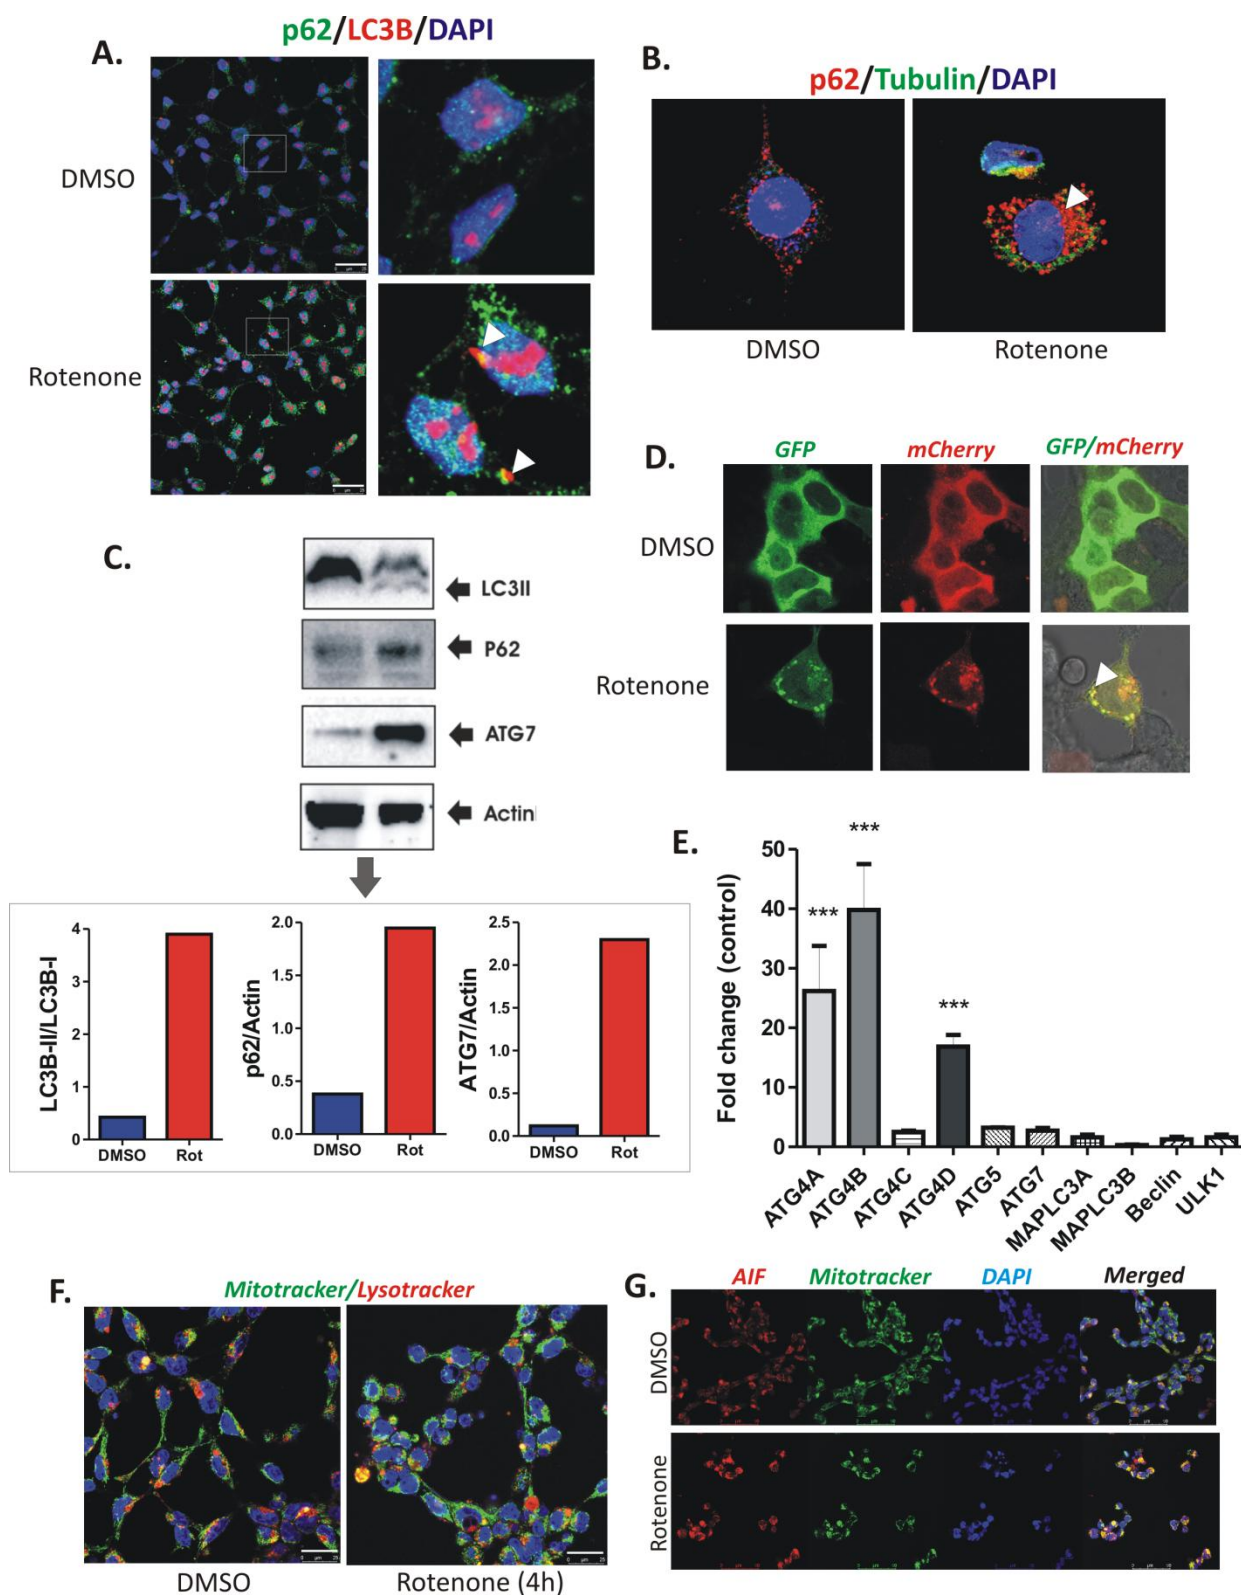 p62/LC3B/DAPI
A.
DMSO
Rotenone
B.
p62/Tubulin/DAPI
DMSO
Rotenone
C.
LC3II
P62
ATG7
Actin
LC3B-II/LC3B-I
4
3
2
1
0
DMSO
Rot
p62/Actin
2.0
1.5
1.0
0.5
0.0
DMSO
Rot
ATG7/Actin
2.5
2.0
1.5
1.0
0.5
0.0
DMSO
Rot
D.
GFP
mCherry
GFP/mCherry
DMSO
Rotenone
E.
Fold change (control)
50
40
30
20
10
0
***
***
***
ATG4A
ATG4B
ATG4C
ATG4D
ATG5
ATG7
MAPLC3A
MAPLC3B
Beclin
ULK1
F.
Mitotracker/Lysotracker
DMSO
Rotenone (4h)
G.
AIF
Mitotracker
DAPI
Merged
DMSO
Rotenone